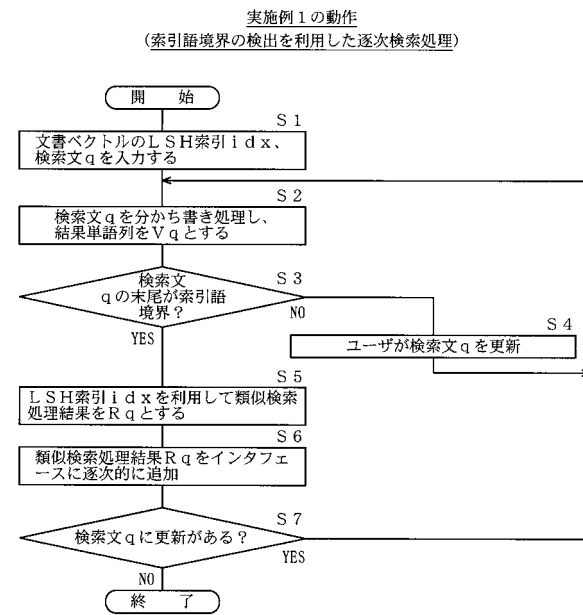 実施例１の動作
(索引語境界の検出を利用した逐次検索処理)
開　始
Ｓ１
文書ベクトルのＬＳＨ索引ｉｄｘ、
検索文ｑを入力する
Ｓ２
検索文ｑを分かち書き処理し、
結果単語列をＶｑとする
Ｓ３
検索文
ｑの末尾が索引語
境界？
NO
YES
Ｓ４
ユーザが検索文ｑを更新
Ｓ５
ＬＳＨ索引ｉｄｘを利用して類似検索
処理結果をＲｑとする
Ｓ６
類似検索処理結果Ｒｑをインタフェ
ースに逐次的に追加
Ｓ７
検索文ｑに更新がある？
YES
NO
終　了